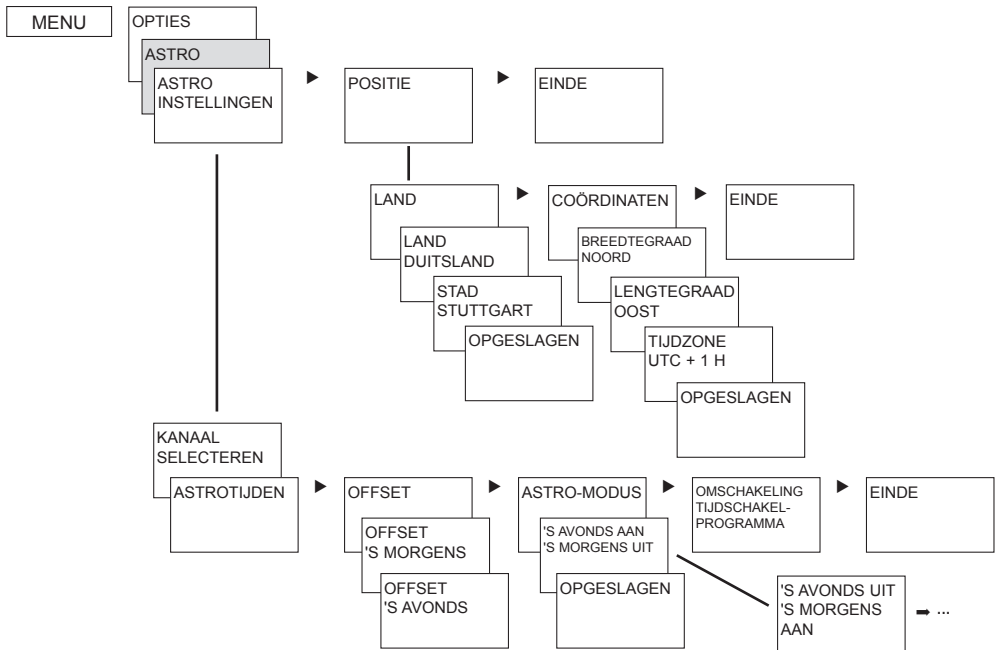 MENU
OPTIES
ASTRO
ASTRO
INSTELLINGEN
POSITIE
EINDE
LAND
LAND
DUITSLAND
STAD
STUTTGART
OPGESLAGEN
COÖRDINATEN
BREEDTEGRAAD
NOORD
LENGTEGRAAD
OOST
TIJDZONE
UTC + 1 H
OPGESLAGEN
EINDE
KANAAL
SELECTEREN
ASTROTIJDEN
OFFSET
OFFSET
'S MORGENS
OFFSET
'S AVONDS
ASTRO-MODUS
'S AVONDS AAN
'S MORGENS UIT
OPGESLAGEN
OMSCHAKELING
TIJDSCHAKEL-
PROGRAMMA
EINDE
'S AVONDS UIT
'S MORGENS
AAN
➡ ...